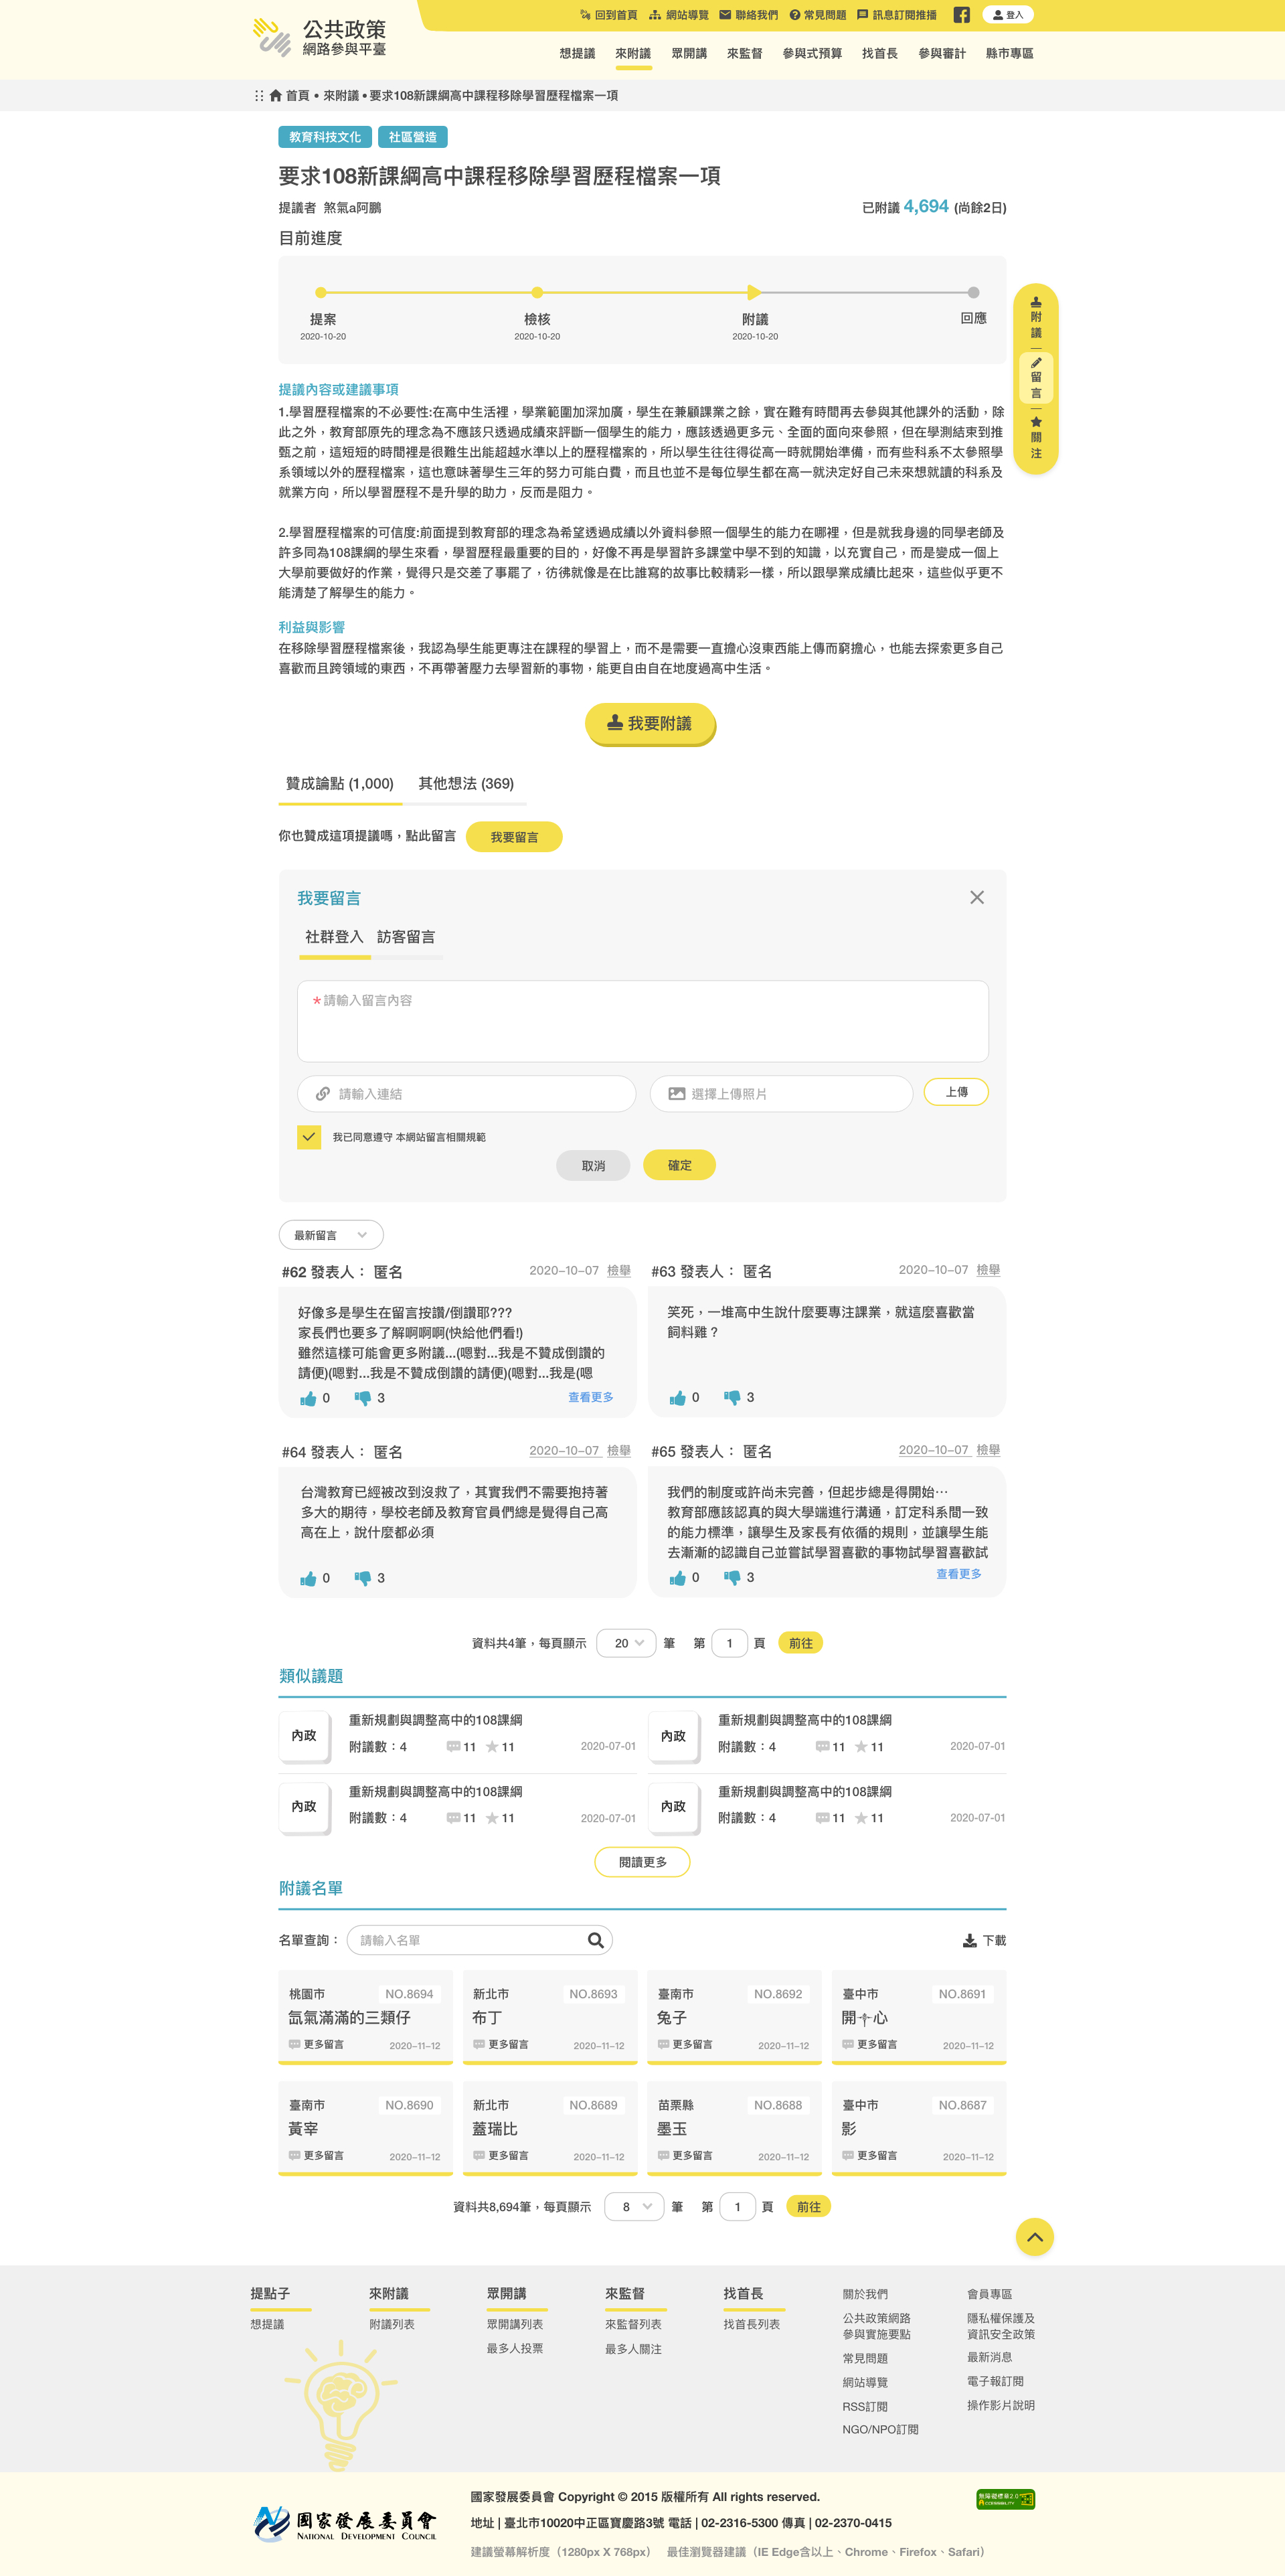 公共政策
網路參與平臺
回到首頁 網站導覽 聯絡我們 常見問題 訊息訂閱推播 登入
想提議 來附議 眾開講 來監督 參與式預算 找首長 參與審計 縣市專區
首頁 • 來附議 • 要求108新課綱高中課程移除學習歷程檔案一項
教育科技文化 社區營造
要求108新課綱高中課程移除學習歷程檔案一項
提議者 煞氣a阿鵬
已附議 4,694 (尚餘2日)
目前進度
提案 檢核 附議 回應
2020-10-20 2020-10-20 2020-10-20
附議
留言
關注
提議內容或建議事項
1.學習歷程檔案的不必要性:在高中生活裡，學業範圍加深加廣，學生在兼顧課業之餘，實在難有時間再去參與其他課外的活動，除
此之外，教育部原先的理念為不應該只透過成績來評斷一個學生的能力，應該透過更多元、全面的面向來參照，但在學測結束到推
甄之前，這短短的時間裡是很難生出能超越水準以上的歷程檔案的，所以學生往往得從高一時就開始準備，而有些科系不太參照學
系領域以外的歷程檔案，這也意味著學生三年的努力可能白費，而且也並不是每位學生都在高一就決定好自己未來想就讀的科系及
就業方向，所以學習歷程不是升學的助力，反而是阻力。
2.學習歷程檔案的可信度:前面提到教育部的理念為希望透過成績以外資料參照一個學生的能力在哪裡，但是就我身邊的同學老師及
許多同為108課綱的學生來看，學習歷程最重要的目的，好像不再是學習許多課堂中學不到的知識，以充實自己，而是變成一個上
大學前要做好的作業，覺得只是交差了事罷了，彷彿就像是在比誰寫的故事比較精彩一樣，所以跟學業成績比起來，這些似乎更不
能清楚了解學生的能力。
利益與影響
在移除學習歷程檔案後，我認為學生能更專注在課程的學習上，而不是需要一直擔心沒東西能上傳而窮擔心，也能去探索更多自己
喜歡而且跨領域的東西，不再帶著壓力去學習新的事物，能更自由自在地度過高中生活。
我要附議
贊成論點 (1,000) 其他想法 (369)
你也贊成這項提議嗎，點此留言 我要留言
我要留言
社群登入 訪客留言
*請輸入留言內容
請輸入連結 選擇上傳照片 上傳
我已同意遵守 本網站留言相關規範
取消 確定
最新留言
#62 發表人： 匿名 2020-10-07 檢舉
好像多是學生在留言按讚/倒讚耶???
家長們也要多了解啊啊啊(快給他們看!)
雖然這樣可能會更多附議...(嗯對...我是不贊成倒讚的
請便)(嗯對...我是不贊成倒讚的請便)(嗯對...我是(嗯
0 3 查看更多
#63 發表人： 匿名 2020-10-07 檢舉
笑死，一堆高中生說什麼要專注課業，就這麼喜歡當
飼料雞？
0 3
#64 發表人： 匿名 2020-10-07 檢舉
台灣教育已經被改到沒救了，其實我們不需要抱持著
多大的期待，學校老師及教育官員們總是覺得自己高
高在上，說什麼都必須
0 3
#65 發表人： 匿名 2020-10-07 檢舉
我們的制度或許尚未完善，但起步總是得開始…
教育部應該認真的與大學端進行溝通，訂定科系間一致
的能力標準，讓學生及家長有依循的規則，並讓學生能
去漸漸的認識自己並嘗試學習喜歡的事物試學習喜歡試
0 3 查看更多
資料共4筆，每頁顯示 20 筆 第 1 頁 前往
類似議題
內政 重新規劃與調整高中的108課綱
附議數：4 11 11 2020-07-01
內政 重新規劃與調整高中的108課綱
附議數：4 11 11 2020-07-01
內政 重新規劃與調整高中的108課綱
附議數：4 11 11 2020-07-01
內政 重新規劃與調整高中的108課綱
附議數：4 11 11 2020-07-01
閱讀更多
附議名單
名單查詢： 請輸入名單 下載
桃園市 NO.8694 新北市 NO.8693 臺南市 NO.8692 臺中市 NO.8691
氙氣滿滿的三類仔 布丁 兔子 開心
更多留言 2020-11-12 更多留言 2020-11-12 更多留言 2020-11-12 更多留言 2020-11-12
臺南市 NO.8690 新北市 NO.8689 苗栗縣 NO.8688 臺中市 NO.8687
黃宰 蓋瑞比 墨玉 影
更多留言 2020-11-12 更多留言 2020-11-12 更多留言 2020-11-12 更多留言 2020-11-12
資料共8,694筆，每頁顯示 8 筆 第 1 頁 前往
提點子
想提議
來附議
附議列表
眾開講
眾開講列表
最多人投票
來監督
來監督列表
最多人關注
找首長
找首長列表
關於我們
公共政策網路
參與實施要點
常見問題
網站導覽
RSS訂閱
NGO/NPO訂閱
會員專區
隱私權保護及
資訊安全政策
最新消息
電子報訂閱
操作影片說明
國家發展委員會
NATIONAL DEVELOPMENT COUNCIL
國家發展委員會 Copyright © 2015 版權所有 All rights reserved.
地址 | 臺北市10020中正區寶慶路3號 電話 | 02-2316-5300 傳真 | 02-2370-0415
建議螢幕解析度（1280px X 768px） 最佳瀏覽器建議（IE Edge含以上、Chrome、Firefox、Safari）
無障礙標章2.0
ACCESSIBILITY